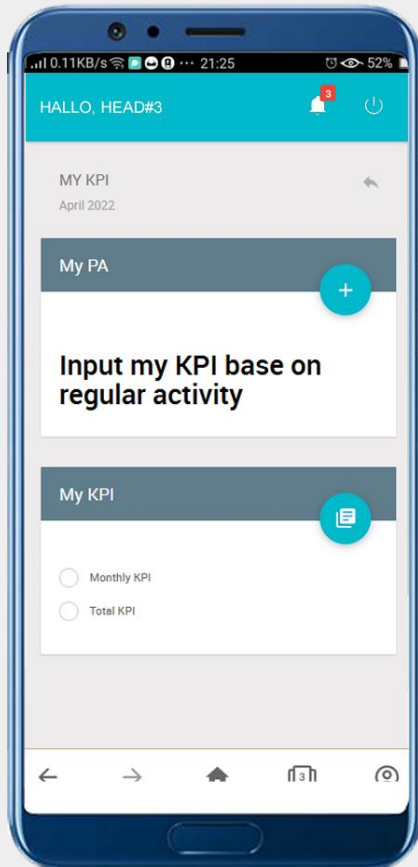 0.11KB/s ··· 21:25 52%
HALLO, HEAD#3 3
MY KPI
April 2022
My PA
+
Input my KPI base on
regular activity
My KPI
Monthly KPI
Total KPI
3